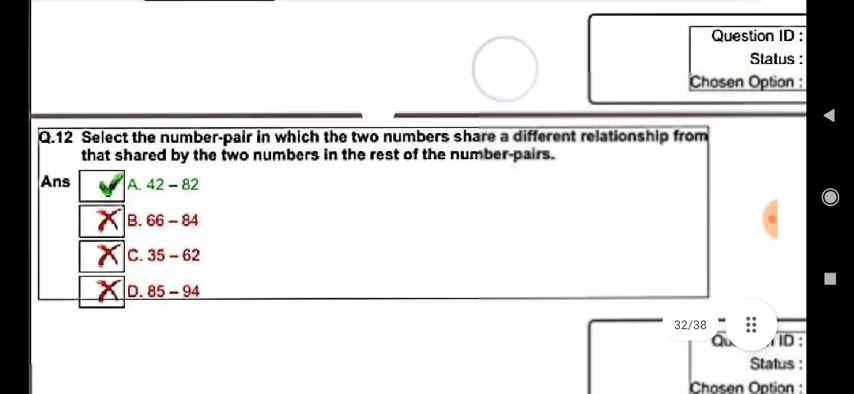 Question ID :
Status :
Chosen Option :
Q.12 Select the number-pair in which the two numbers share a different relationship from
that shared by the two numbers in the rest of the number-pairs.
Ans
A. 42 – 82
B. 66 – 84
C. 35 – 62
D. 85 – 94
32/38
ID :
Status :
Chosen Option :